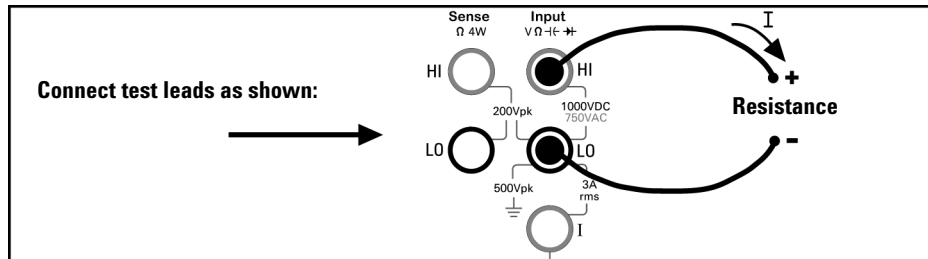 Sense Input
Ω 4W VΩ⊣⊢ ➔+
I
HI HI +
Connect test leads as shown:
200Vpk 1000VDC
750VAC
Resistance
LO LO -
500Vpk 3A
rms
I